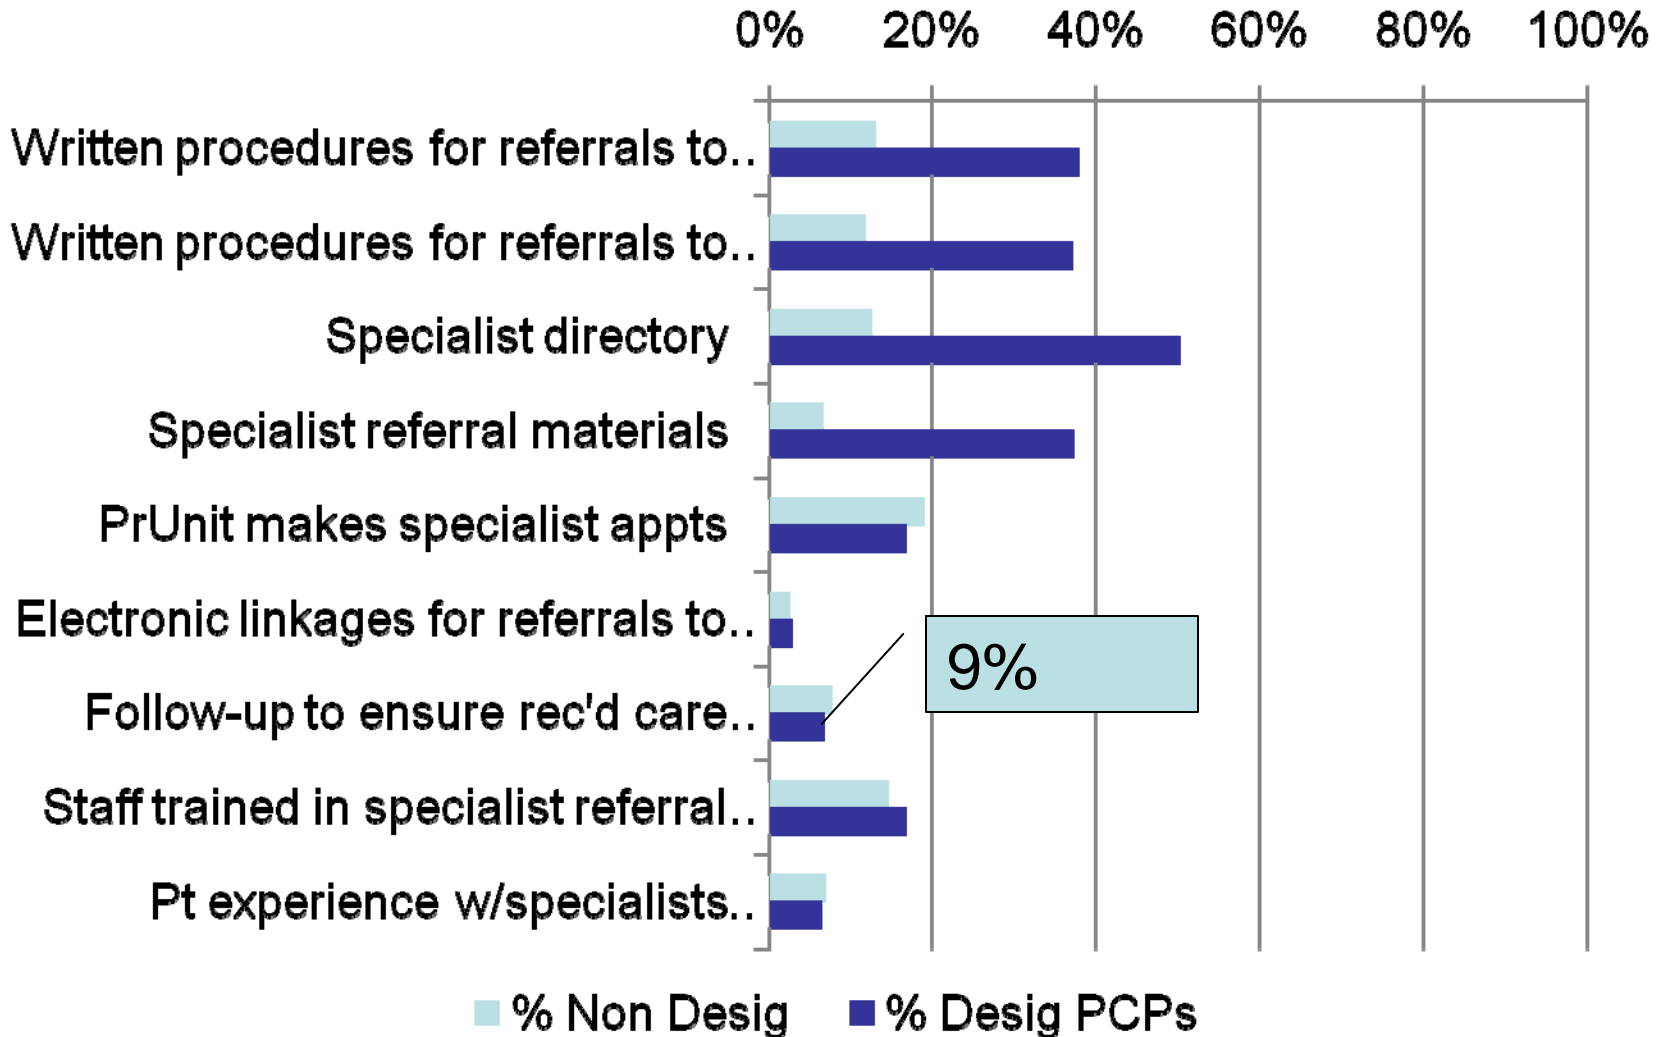 0% 20% 40% 60% 80% 100%
Written procedures for referrals to..
Written procedures for referrals to..
Specialist directory
Specialist referral materials
PrUnit makes specialist appts
Electronic linkages for referrals to..
9%
Follow-up to ensure rec'd care..
Staff trained in specialist referral..
Pt experience w/specialists..
% Non Desig % Desig PCPs